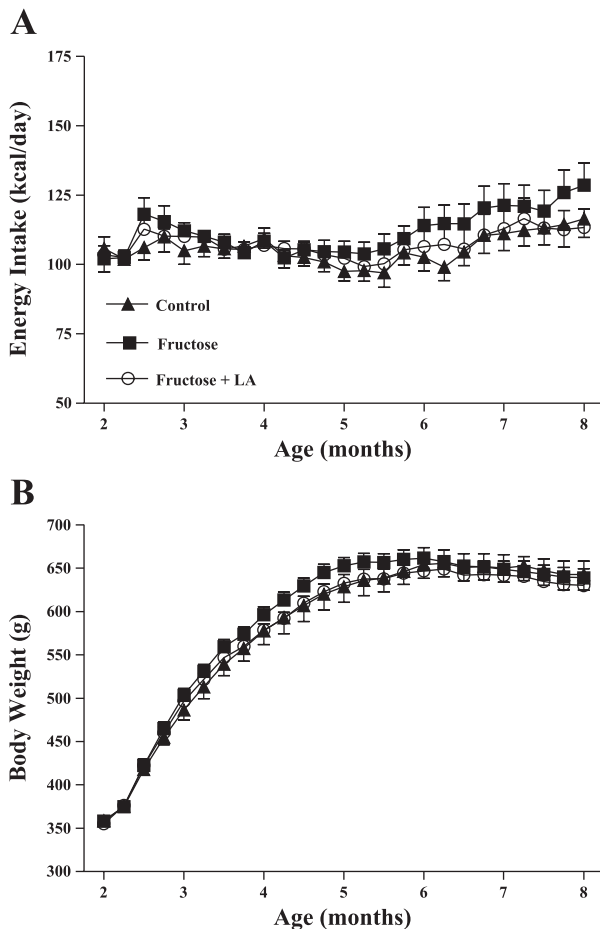 A
Energy Intake (kcal/day)
175
150
125
100
75
50
Control
Fructose
Fructose + LA
2 3 4 5 6 7 8
Age (months)
B
Body Weight (g)
700
650
600
550
500
450
400
350
300
2 3 4 5 6 7 8
Age (months)